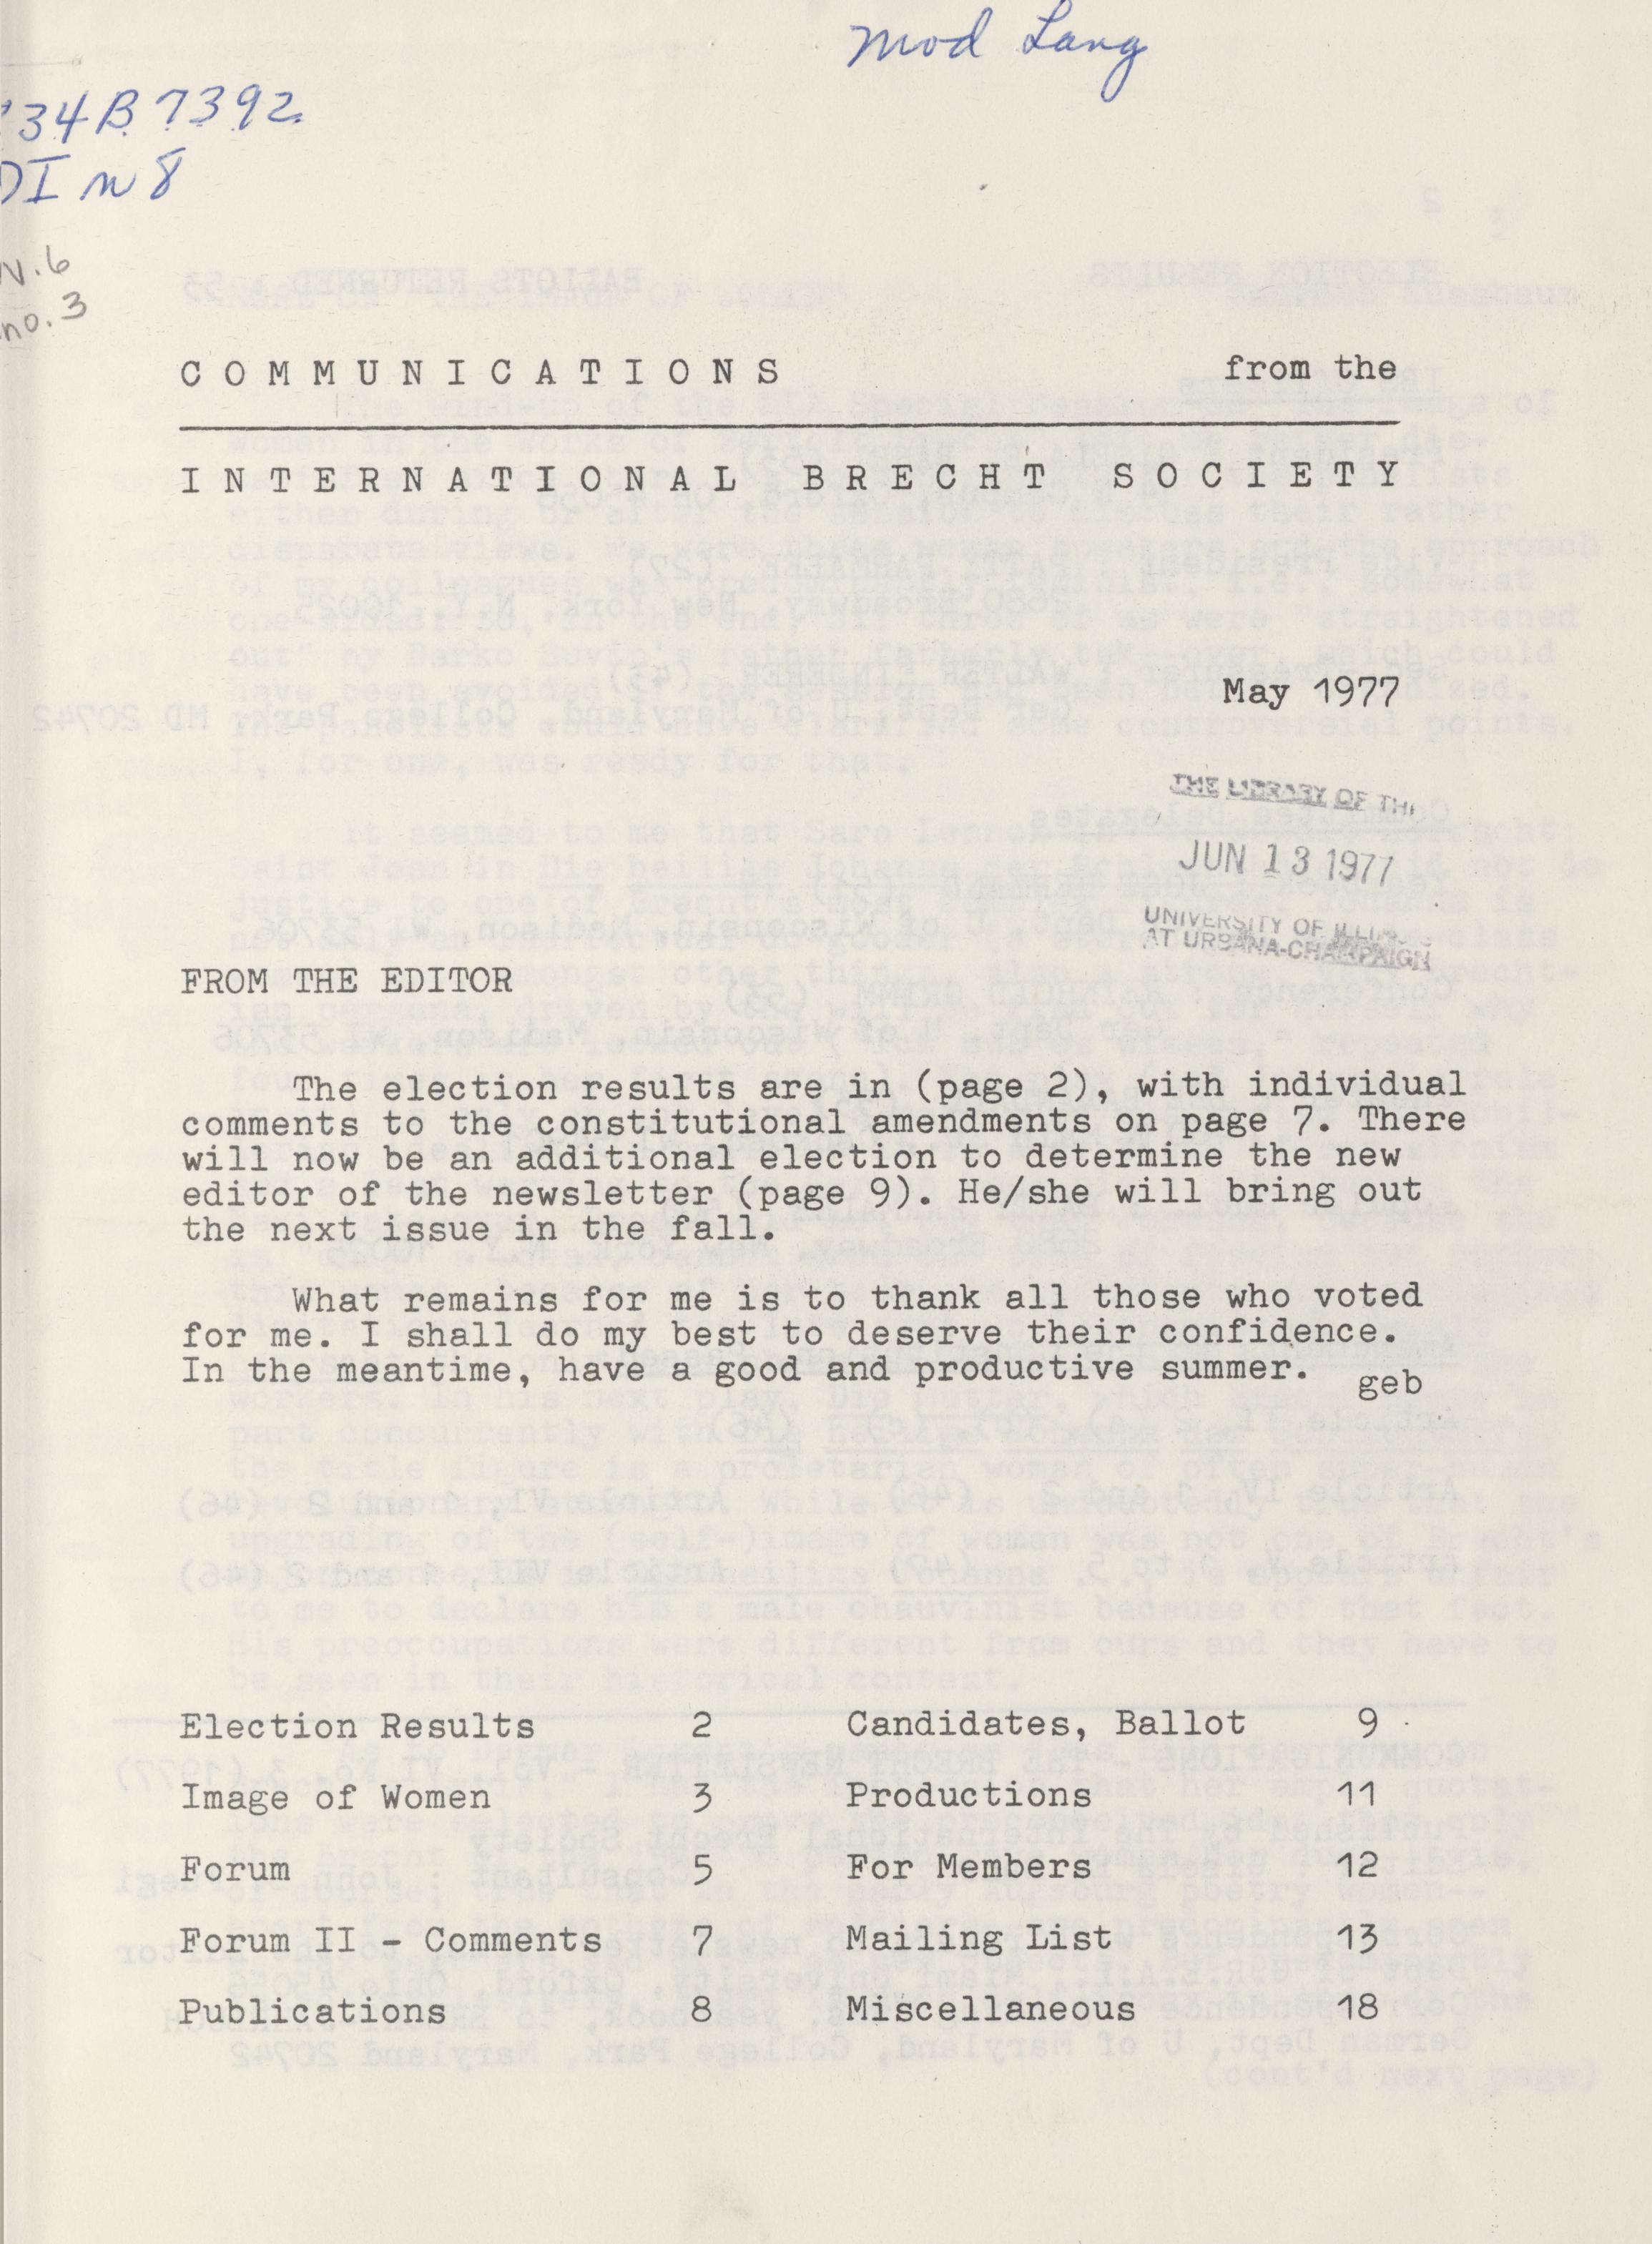 Mod Lang
34B7392
DI n8
V.6
no.3
COMMUNICATIONS from the
INTERNATIONAL BRECHT SOCIETY
May 1977
THE LIBRARY OF THE
JUN 13 1977
UNIVERSITY OF ILLINOIS
AT URBANA-CHAMPAIGN
FROM THE EDITOR
The election results are in (page 2), with individual
comments to the constitutional amendments on page 7. There
will now be an additional election to determine the new
editor of the newsletter (page 9). He/she will bring out
the next issue in the fall.
What remains for me is to thank all those who voted
for me. I shall do my best to deserve their confidence.
In the meantime, have a good and productive summer. geb
Election Results 2 Candidates, Ballot 9
Image of Women 3 Productions 11
Forum 5 For Members 12
Forum II - Comments 7 Mailing List 13
Publications 8 Miscellaneous 18